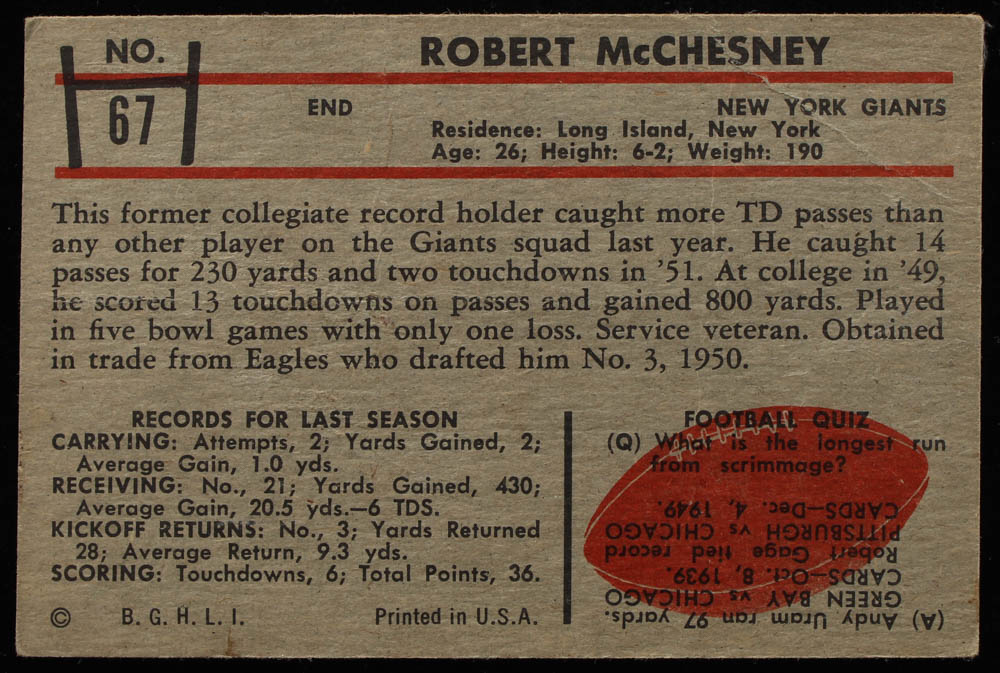 NO.
67
ROBERT McCHESNEY
END
NEW YORK GIANTS
Residence: Long Island, New York
Age: 26; Height: 6-2; Weight: 190
This former collegiate record holder caught more TD passes than
any other player on the Giants squad last year. He caught 14
passes for 230 yards and two touchdowns in '51. At college in '49,
he scored 13 touchdowns on passes and gained 800 yards. Played
in five bowl games with only one loss. Service veteran. Obtained
in trade from Eagles who drafted him No. 3, 1950.
RECORDS FOR LAST SEASON
CARRYING: Attempts, 2; Yards Gained, 2;
Average Gain, 1.0 yds.
RECEIVING: No., 21; Yards Gained, 430;
Average Gain, 20.5 yds.—6 TDS.
KICKOFF RETURNS: No., 3; Yards Returned
28; Average Return, 9.3 yds.
SCORING: Touchdowns, 6; Total Points, 36.
© B. G. H. L. I.
Printed in U.S.A.
FOOTBALL QUIZ
(Q) What is the longest run
from scrimmage?
(A) Andy Uram ran 97 yards.
GREEN BAY vs CHICAGO
CARDS—Oct. 8, 1939.
Robert Gage tied record
PITTSBURGH vs CHICAGO
CARDS—Dec. 4, 1949.